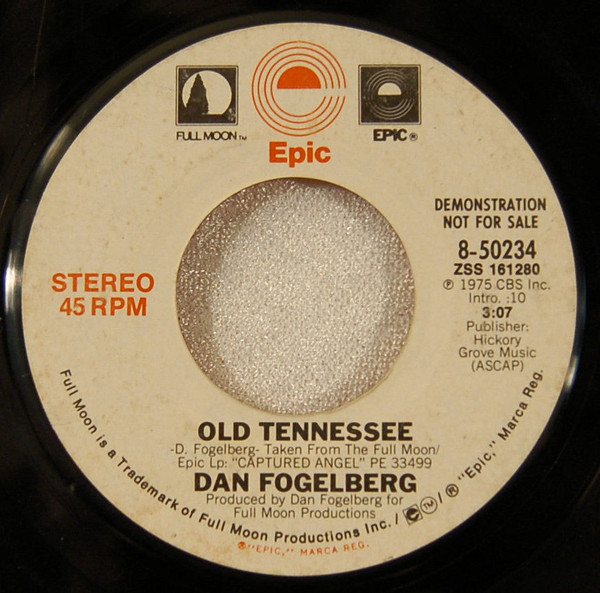 FULL MOON™
EPIC®
Epic
DEMONSTRATION
NOT FOR SALE
8-50234
ZSS 161280
℗ 1975 CBS Inc.
Intro. :10
3:07
Publisher:
Hickory
Grove Music
(ASCAP)
STEREO
45 RPM
OLD TENNESSEE
-D. Fogelberg- Taken From The Full Moon/
Epic Lp: "CAPTURED ANGEL" PE 33499
DAN FOGELBERG
Produced by Dan Fogelberg for
Full Moon Productions
Full Moon is a Trademark of Full Moon Productions Inc./ ™/ ® "Epic," Marca Reg.
®"EPIC," MARCA REG.